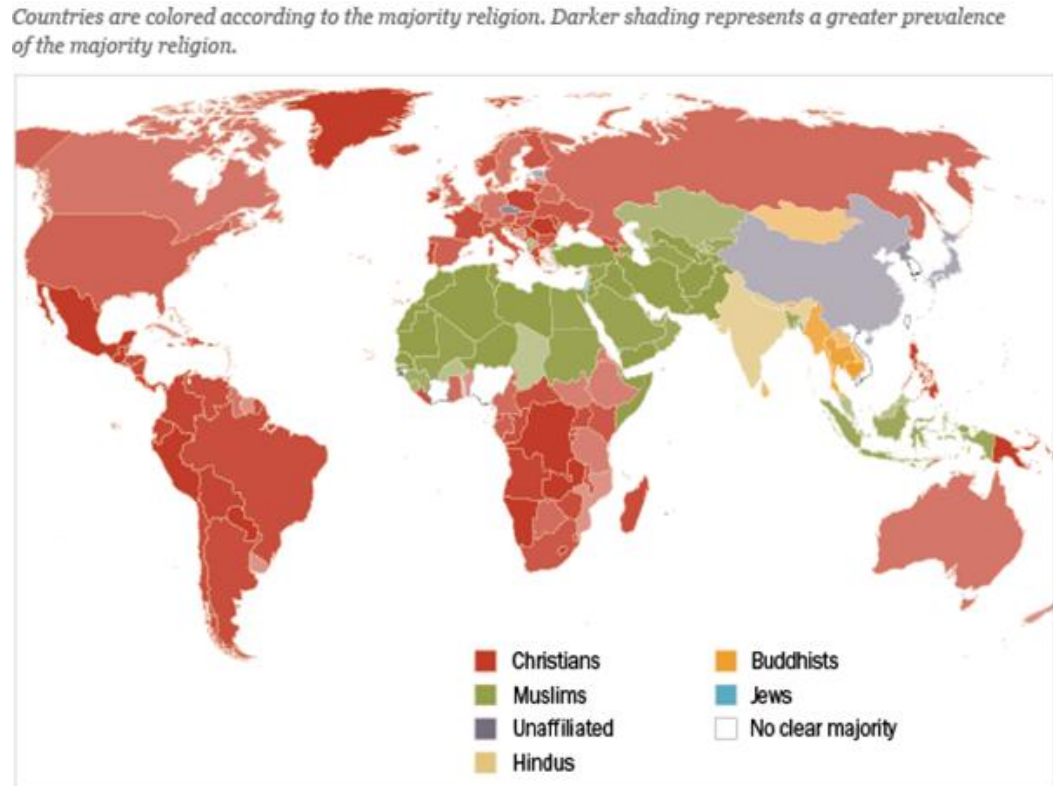 Countries are colored according to the majority religion. Darker shading represents a greater prevalence
of the majority religion.
Christians
Muslims
Unaffiliated
Hindus
Buddhists
Jews
No clear majority